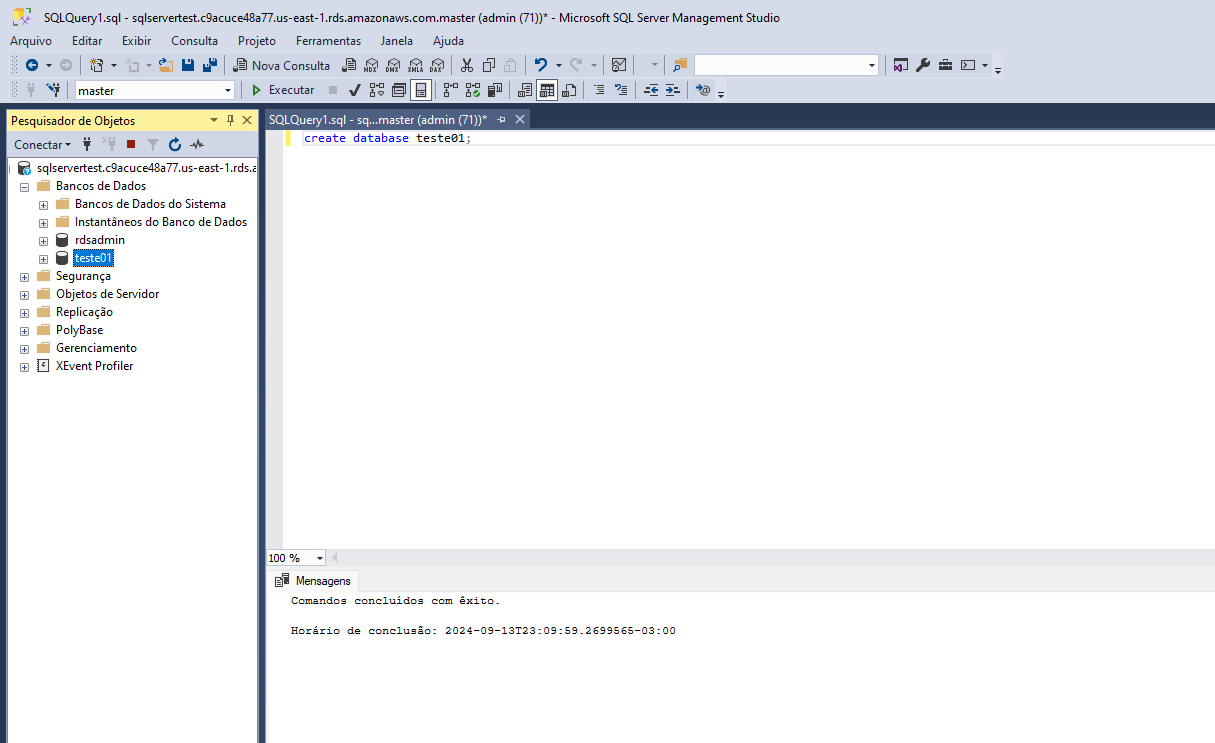 SQLQuery1.sql - sqlservertest.c9acuce48a77.us-east-1.rds.amazonaws.com.master (admin (71))* - Microsoft SQL Server Management Studio
Arquivo Editar Exibir Consulta Projeto Ferramentas Janela Ajuda
Nova Consulta MDX DMX XMLA DAX
master Executar
Pesquisador de Objetos
Conectar
sqlservertest.c9acuce48a77.us-east-1.rds.a
Bancos de Dados
Bancos de Dados do Sistema
Instantâneos do Banco de Dados
rdsadmin
teste01
Segurança
Objetos de Servidor
Replicação
PolyBase
Gerenciamento
XEvent Profiler
SQLQuery1.sql - sq...master (admin (71))*
create database teste01;
100 %
Mensagens
Comandos concluídos com êxito.
Horário de conclusão: 2024-09-13T23:09:59.2699565-03:00